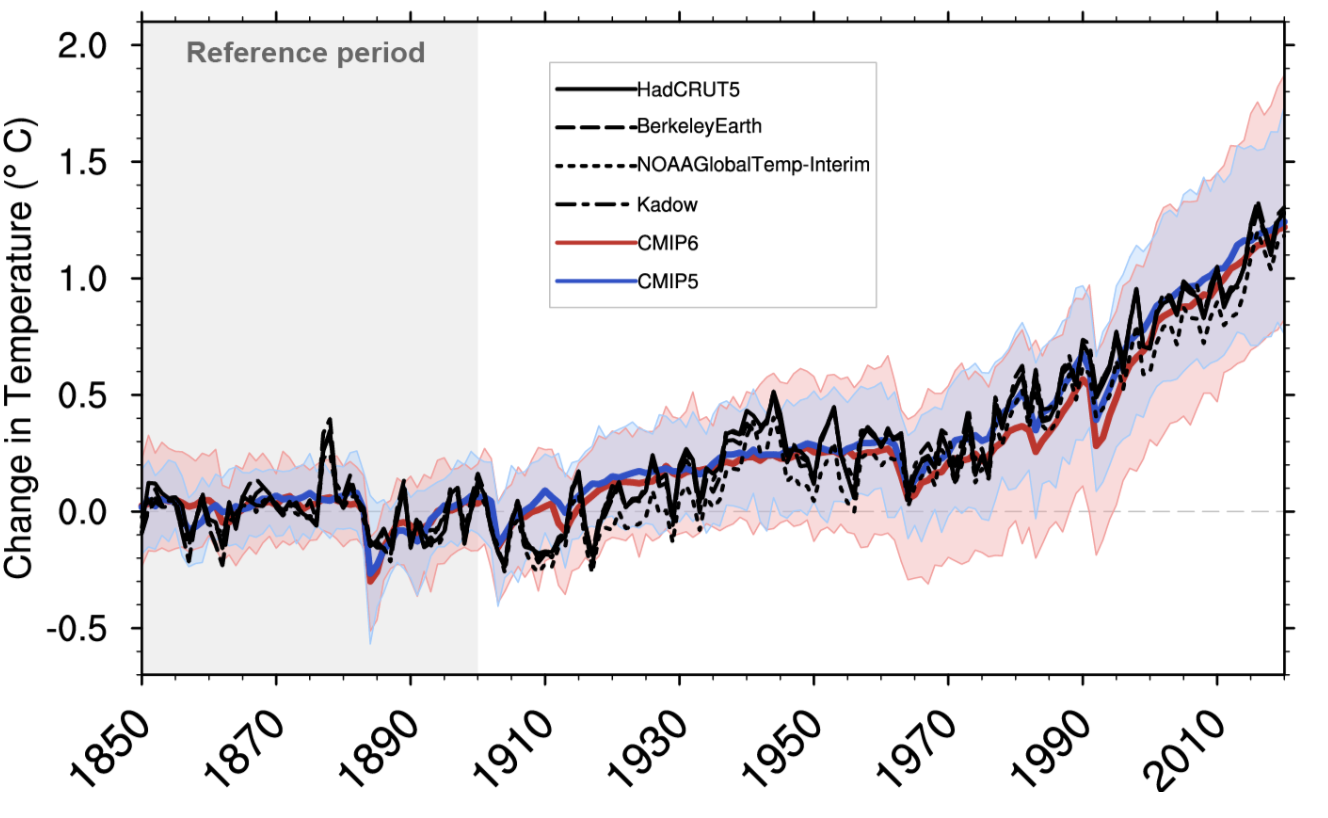 Change in Temperature (° C)
2.0
1.5
1.0
0.5
0.0
-0.5
Reference period
HadCRUT5
BerkeleyEarth
NOAAGlobalTemp-Interim
Kadow
CMIP6
CMIP5
1850
1870
1890
1910
1930
1950
1970
1990
2010